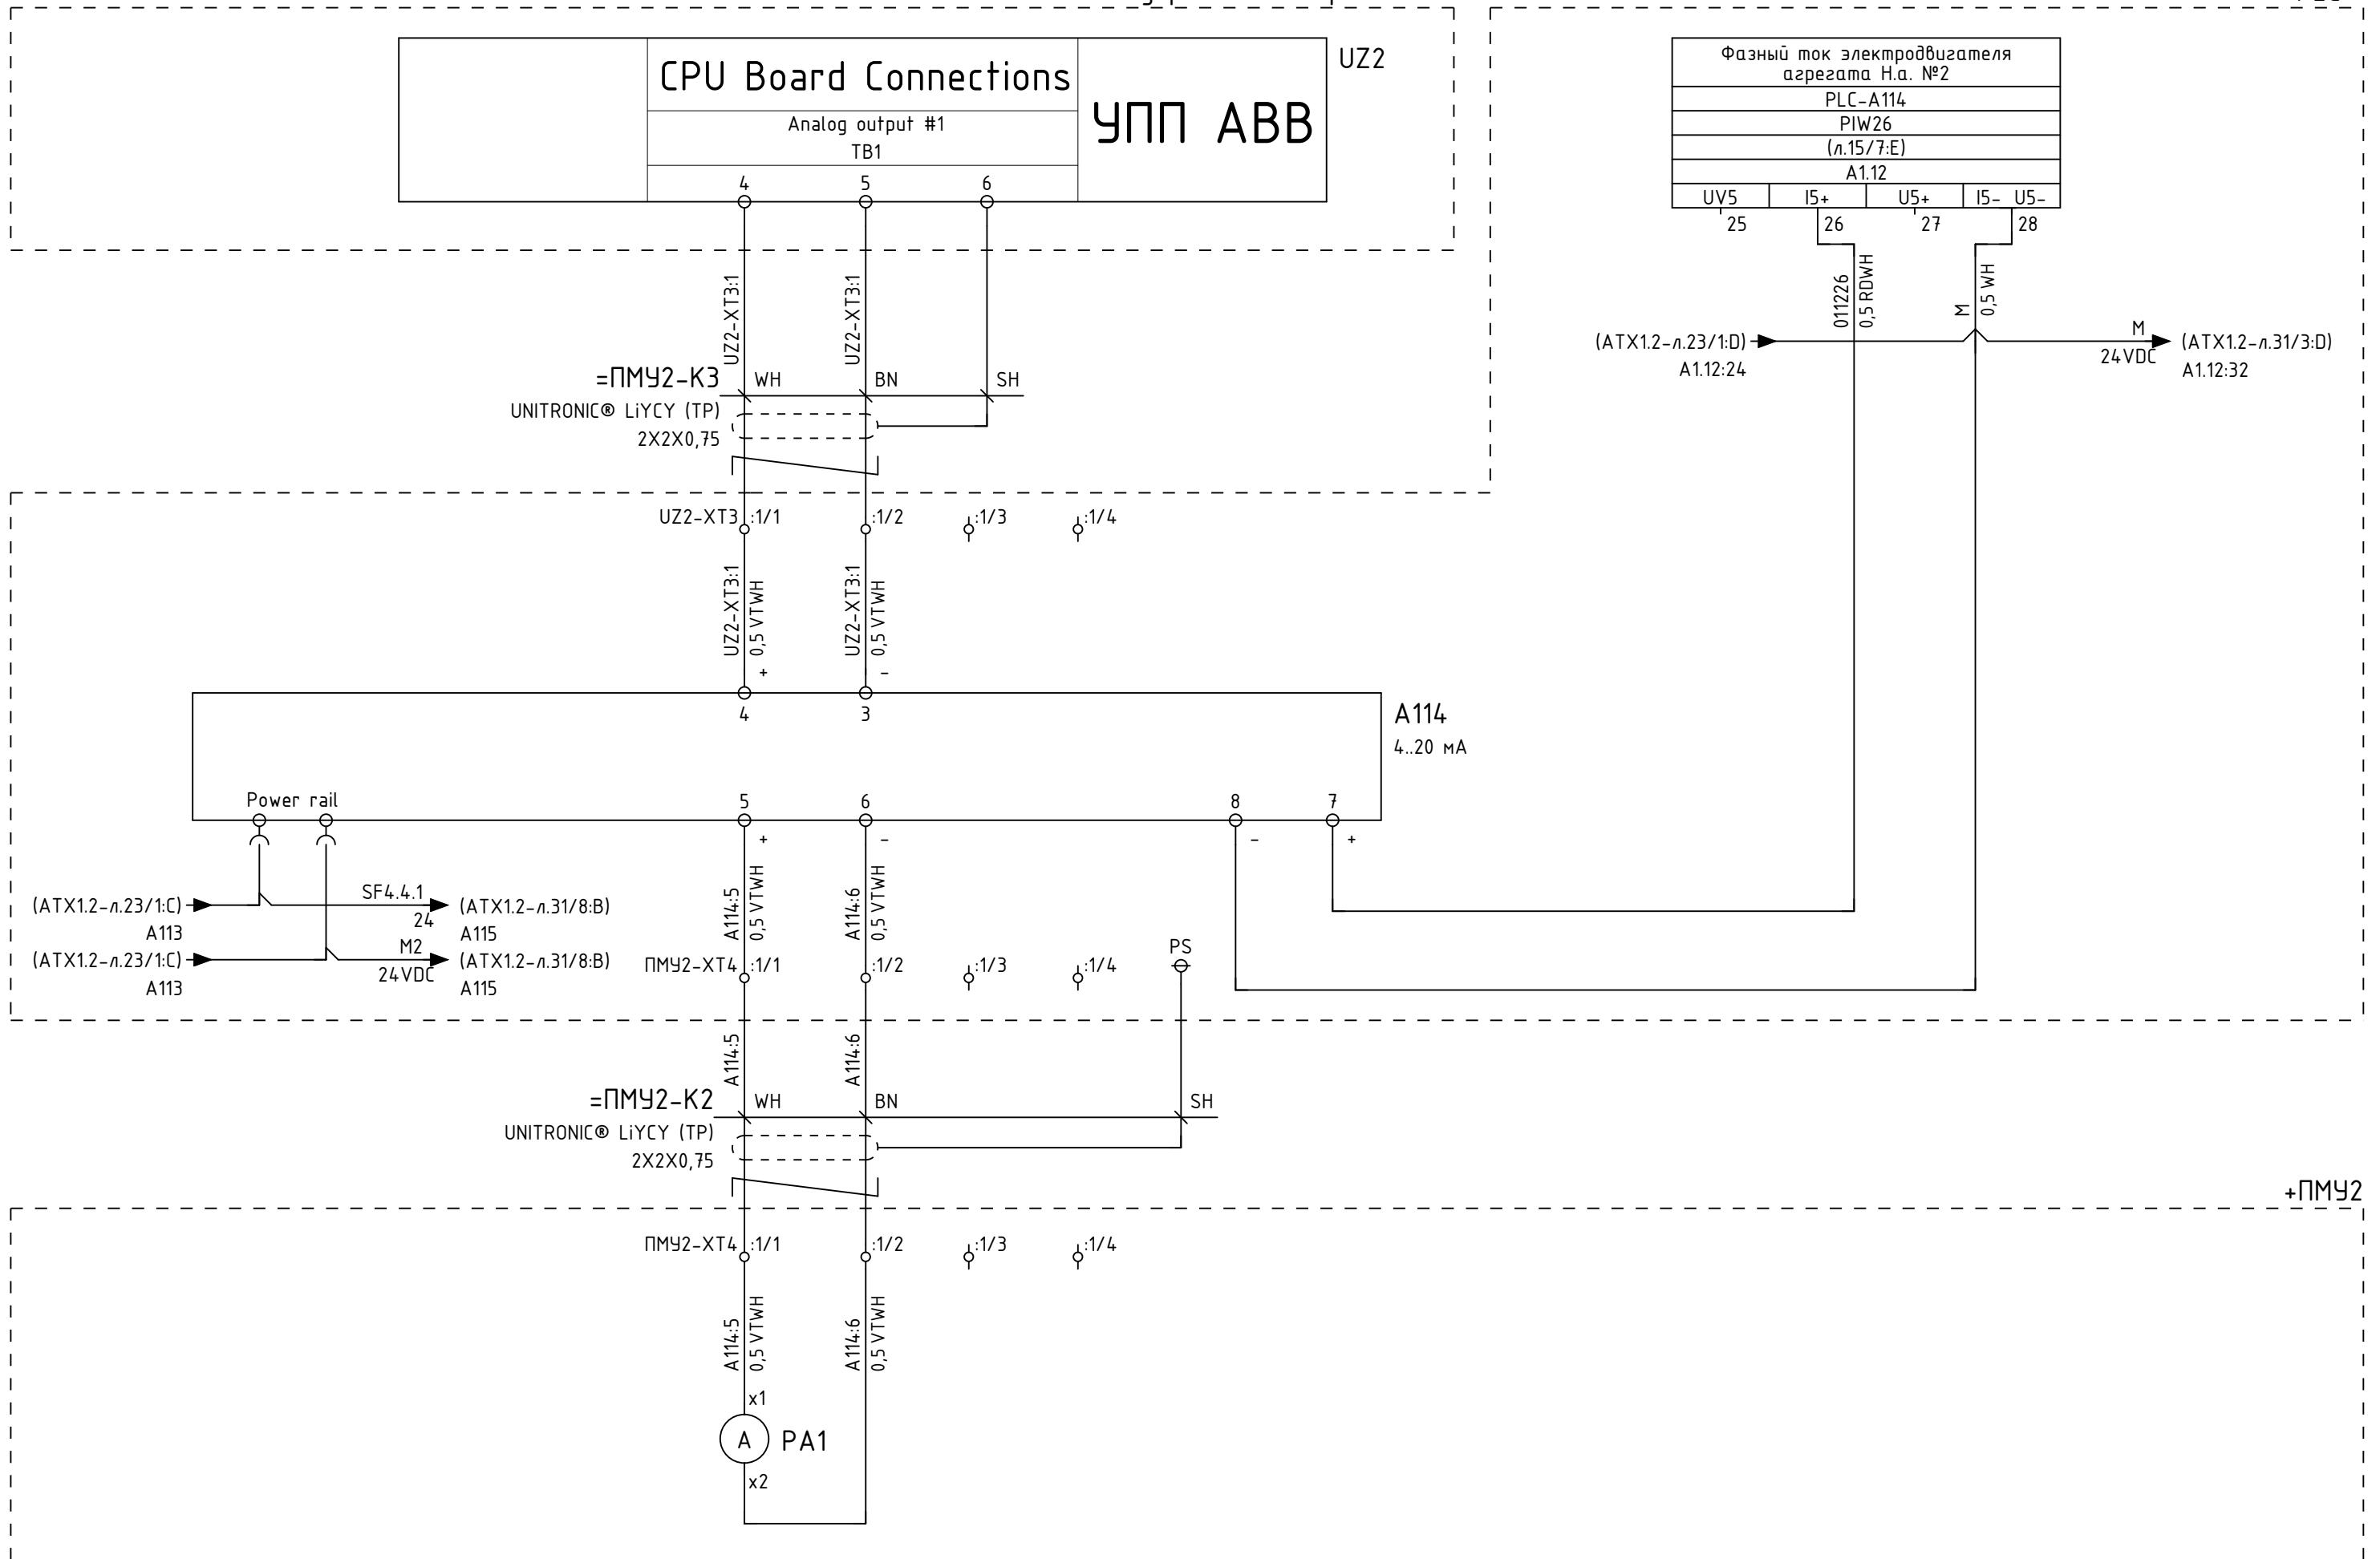 UZ2
CPU Board Connections
УПП ABB
Analog output #1
TB1
4 5 6
Фазный ток электродвигателя
агрегата Н.а. №2
PLC-A114
PIW26
(л.15/7:E)
A1.12
UV5 I5+ U5+ I5- U5-
25 26 27 28
UZ2-XT3:1
UZ2-XT3:1
011226
0,5 RDWH
M
0,5 WH
(ATX1.2-л.23/1:D)
A1.12:24
M
24VDC
(ATX1.2-л.31/3:D)
A1.12:32
=ПМУ2-K3
WH BN SH
UNITRONIC® LiYCY (TP)
2X2X0,75
UZ2-XT3 :1/1 :1/2 :1/3 :1/4
UZ2-XT3:1
0,5 VTWH
UZ2-XT3:1
0,5 VTWH
+ -
4 3
A114
4..20 мА
Power rail
5 6 8 7
+ - - +
A114:5
0,5 VTWH
A114:6
0,5 VTWH
(ATX1.2-л.23/1:C)
A113
SF4.4.1
24
(ATX1.2-л.31/8:B)
A115
(ATX1.2-л.23/1:C)
A113
M2
24VDC
(ATX1.2-л.31/8:B)
A115
ПМУ2-XT4 :1/1 :1/2 :1/3 :1/4
PS
A114:5
A114:6
=ПМУ2-K2
WH BN SH
UNITRONIC® LiYCY (TP)
2X2X0,75
+ПМУ2
ПМУ2-XT4 :1/1 :1/2 :1/3 :1/4
A114:5
0,5 VTWH
A114:6
0,5 VTWH
x1
A PA1
x2